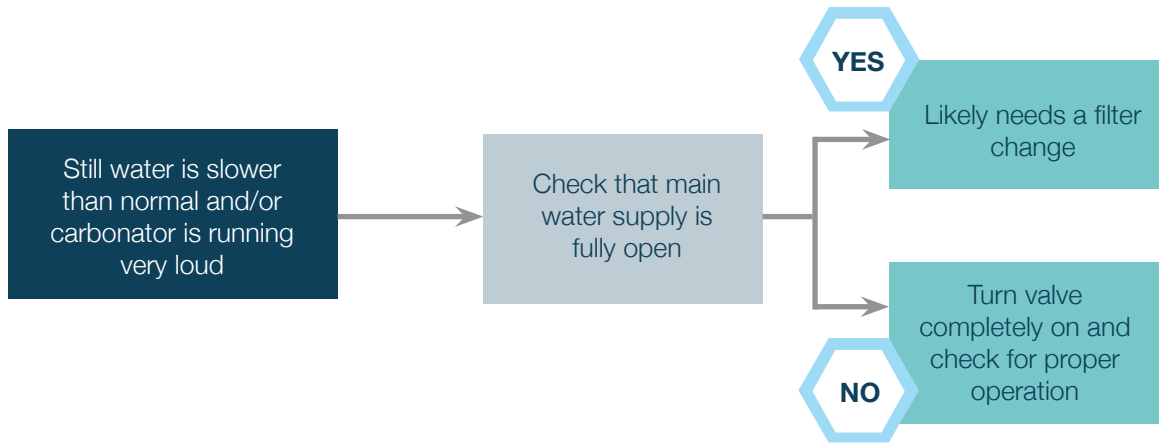 Still water is slower
than normal and/or
carbonator is running
very loud
Check that main
water supply is
fully open
YES
Likely needs a filter
change
NO
Turn valve
completely on and
check for proper
operation